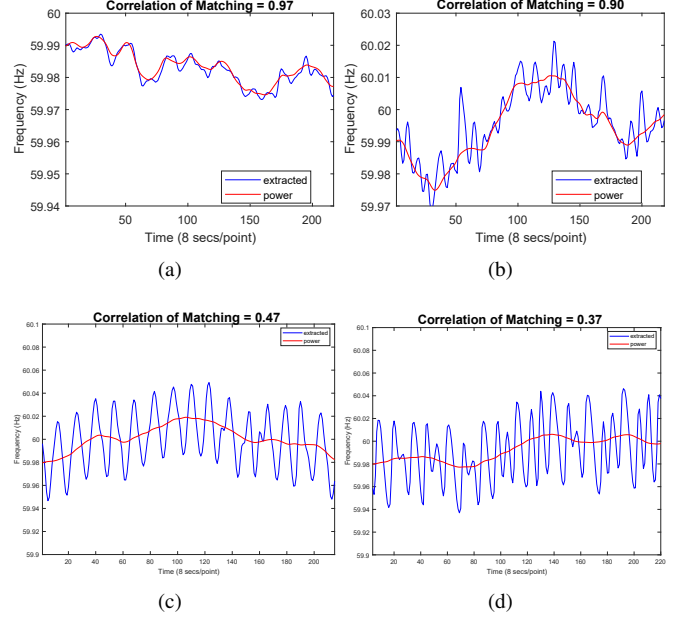 Correlation of Matching = 0.97
60
59.99
59.98
59.97
59.96
59.95
59.94
Frequency (Hz)
extracted
power
50 100 150 200
Time (8 secs/point)
(a)
Correlation of Matching = 0.90
60.03
60.02
60.01
60
59.99
59.98
59.97
Frequency (Hz)
extracted
power
50 100 150 200
Time (8 secs/point)
(b)
Correlation of Matching = 0.47
60.1
60.08
60.06
60.04
60.02
60
59.98
59.96
59.94
59.92
59.9
Frequency (Hz)
extracted
power
20 40 60 80 100 120 140 160 180 200
Time (8 secs/point)
(c)
Correlation of Matching = 0.37
60.1
60.08
60.06
60.04
60.02
60
59.98
59.96
59.94
59.92
59.9
Frequency (Hz)
extracted
power
20 40 60 80 100 120 140 160 180 200 220
Time (8 secs/point)
(d)